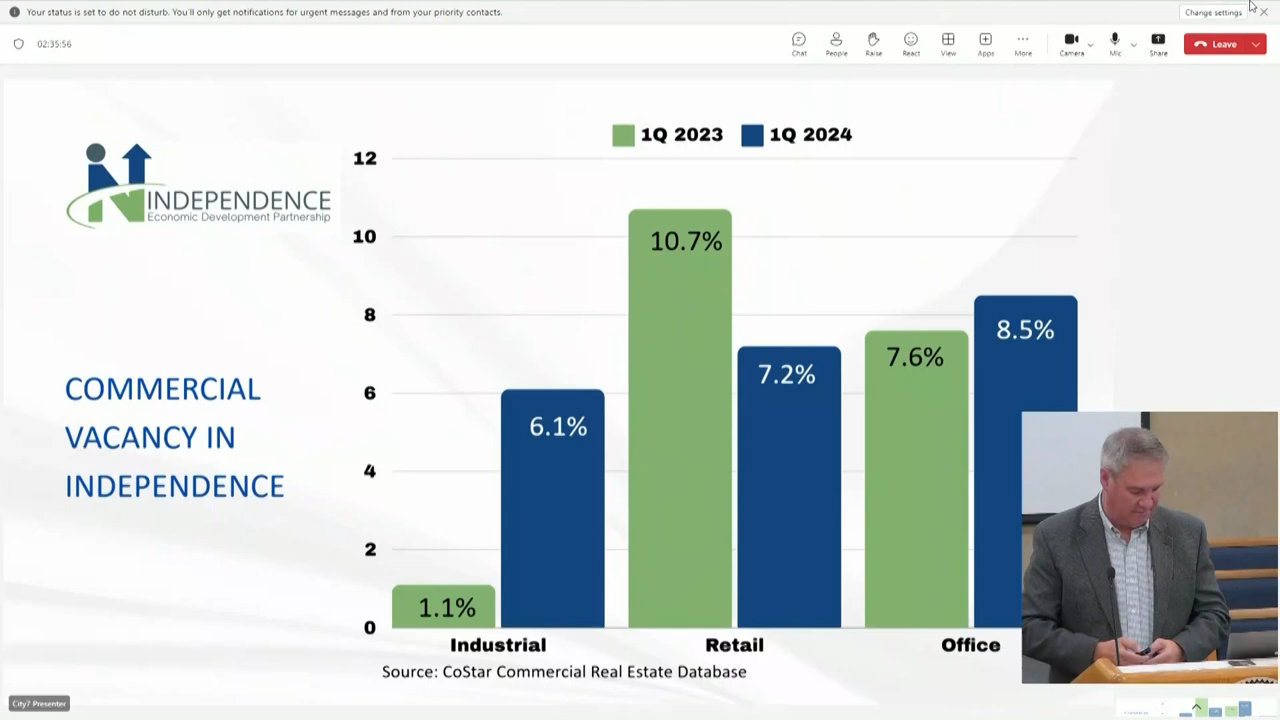 Your status is set to do not disturb. You'll only get notifications for urgent messages and from your priority contacts.
Change settings
02:35:56
Chat
People
Raise
React
View
Apps
More
Camera
Mic
Share
Leave
INDEPENDENCE
Economic Development Partnership
COMMERCIAL
VACANCY IN
INDEPENDENCE
1Q 2023
1Q 2024
12
10
8
6
4
2
0
1.1%
6.1%
10.7%
7.2%
7.6%
8.5%
Industrial
Retail
Office
Source: CoStar Commercial Real Estate Database
City7 Presenter